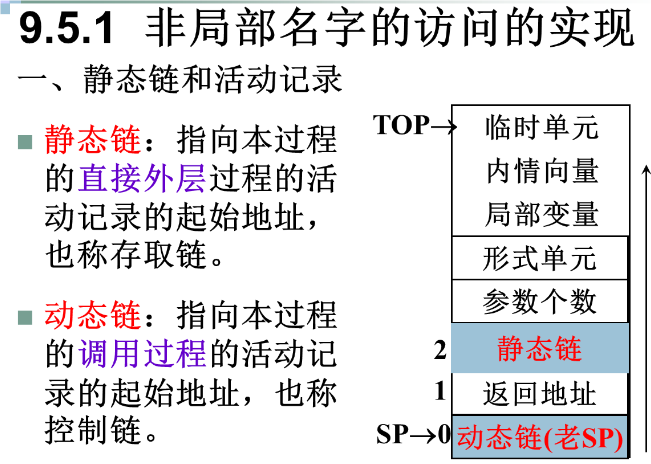 9.5.1 非局部名字的访问的实现
一、静态链和活动记录
静态链：指向本过程
的直接外层过程的活
动记录的起始地址，
也称存取链。
动态链：指向本过程
的调用过程的活动记
录的起始地址，也称
控制链。
TOP→ 临时单元
内情向量
局部变量
形式单元
参数个数
2 静态链
1 返回地址
SP→0 动态链(老SP)